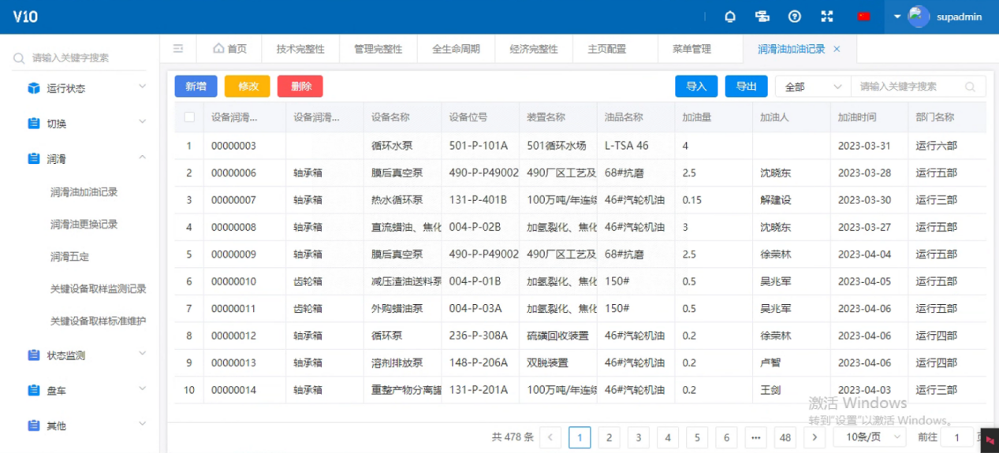 V10
supadmin
请输入关键字搜索
首页 技术完整性 管理完整性 全生命周期 经济完整性 主页配置 菜单管理 润滑油加油记录 ×
运行状态
切换
润滑
润滑油加油记录
润滑油更换记录
润滑五定
关键设备取样监测记录
关键设备取样标准维护
状态监测
盘车
其他
新增 修改 删除 导入 导出 全部 请输入关键字搜索
设备润滑... 设备润滑... 设备名称 设备位号 装置名称 油品名称 加油量 加油人 加油时间 部门名称
1 00000003 循环水泵 501-P-101A 501循环水场 L-TSA 46 4 2023-03-31 运行六部
2 00000006 轴承箱 膜后真空泵 490-P-P49002 490厂区工艺及 68#抗磨 2.5 沈晓东 2023-03-28 运行五部
3 00000007 轴承箱 热水循环泵 131-P-401B 100万吨/年连续 46#汽轮机油 0.15 解建设 2023-03-30 运行三部
4 00000008 轴承箱 直流蜡油、焦化 004-P-02B 加氢裂化、焦化 46#汽轮机油 3 沈晓东 2023-03-27 运行五部
5 00000009 轴承箱 膜后真空泵 490-P-P49002 490厂区工艺及 68#抗磨 2.5 徐荣林 2023-04-04 运行五部
6 00000010 齿轮箱 减压渣油送料泵 004-P-01B 加氢裂化、焦化 150# 0.5 吴兆军 2023-04-05 运行五部
7 00000011 齿轮箱 外购蜡油泵 004-P-03A 加氢裂化、焦化 150# 0.5 吴兆军 2023-04-06 运行五部
8 00000012 轴承箱 循环泵 236-P-308A 硫磺回收装置 46#汽轮机油 0.2 徐荣林 2023-04-06 运行四部
9 00000013 轴承箱 溶剂排放泵 148-P-206A 双脱装置 46#汽轮机油 0.2 卢智 2023-04-06 运行四部
10 00000014 轴承箱 重整产物分离罐 131-P-201A 100万吨/年连续 46#汽轮机油 0.2 王剑 2023-04-03 运行三部
激活 Windows
转到“设置”以激活 Windows。
共 478 条 < 1 2 3 4 5 6 ••• 48 > 10条/页 前往 1